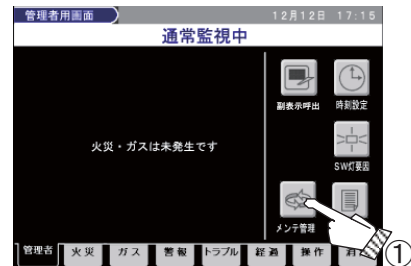 管理者用画面
12月12日 17:15
通常監視中
副表示呼出
時刻設定
火災・ガスは未発生です
SW灯要因
メンテ管理
管理者 火災 ガス 警報 トラブル 経過 操作
①